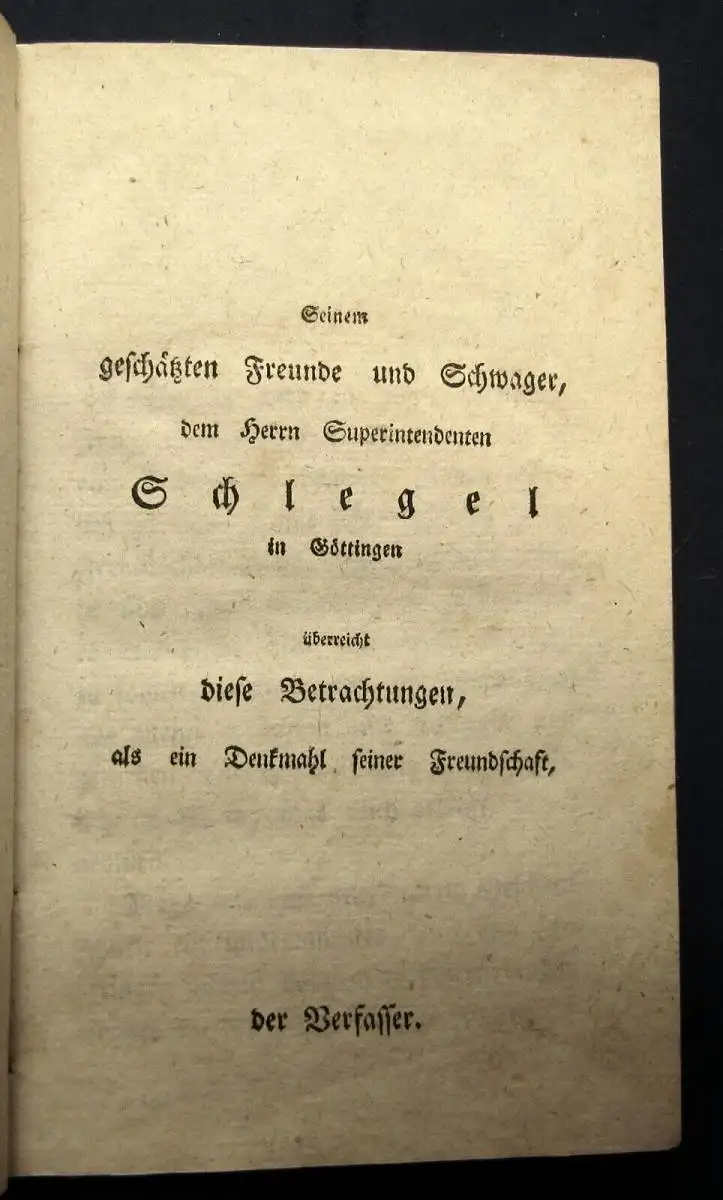 Seinem
geſchätzten Freunde und Schwager,
dem Herrn Superintendenten
Schlegel
in Göttingen
überreicht
dieſe Betrachtungen,
als ein Denkmahl ſeiner Freundſchaft,
der Verfaſſer.